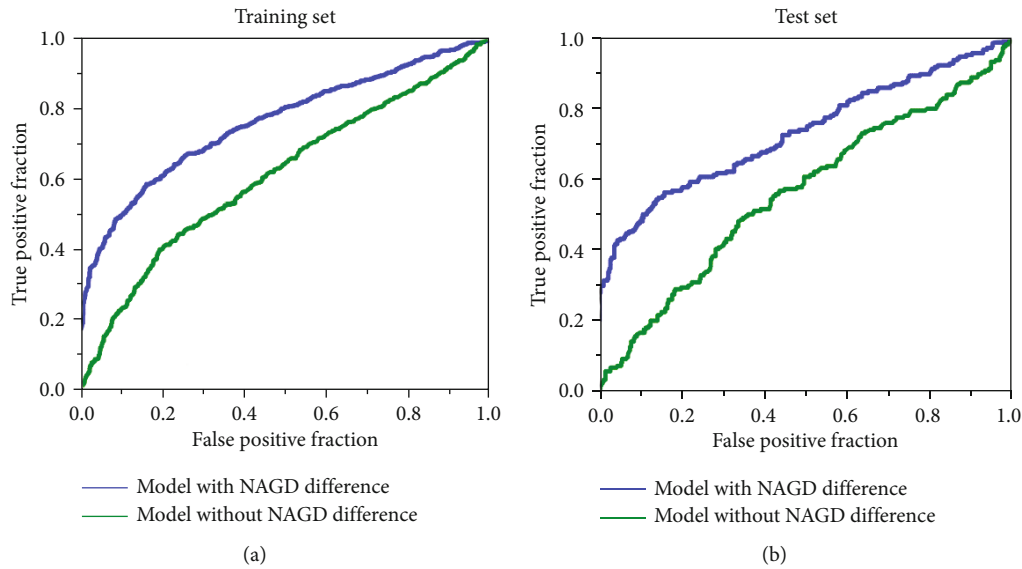 Training set
1.0
0.8
0.6
0.4
0.2
0.0
True positive fraction
0.0 0.2 0.4 0.6 0.8 1.0
False positive fraction
Model with NAGD difference
Model without NAGD difference
(a)
Test set
1.0
0.8
0.6
0.4
0.2
0.0
True positive fraction
0.0 0.2 0.4 0.6 0.8 1.0
False positive fraction
Model with NAGD difference
Model without NAGD difference
(b)